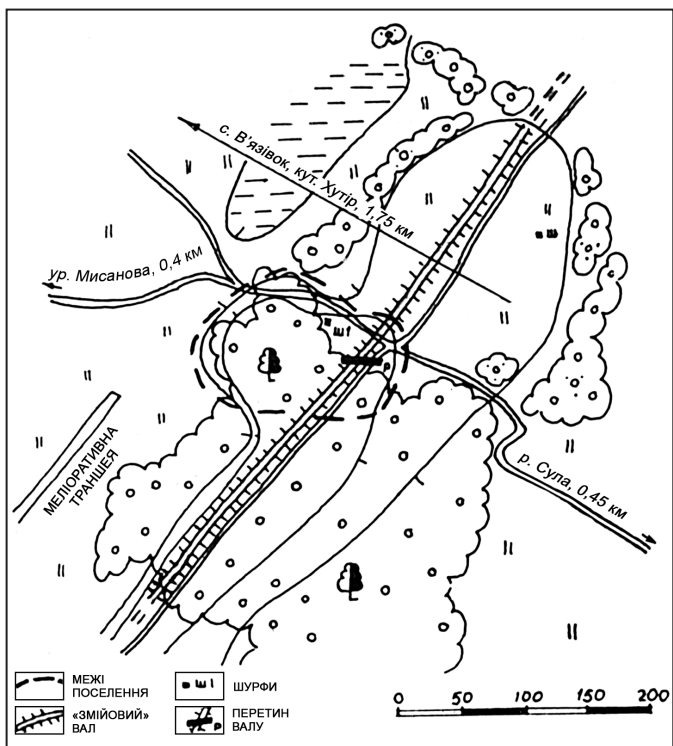 с. В'язівок, кут. Хутір, 1,75 км
ур. Мисанова, 0,4 км
Ш
Ш1
р
МЕЛІОРАТИВНА
ТРАНШЕЯ
р. Сула, 0,45 км
МЕЖІ
ПОСЕЛЕННЯ
Ш1 ШУРФИ
«ЗМІЙОВИЙ»
ВАЛ
р ПЕРЕТИН
ВАЛУ
0 50 100 150 200